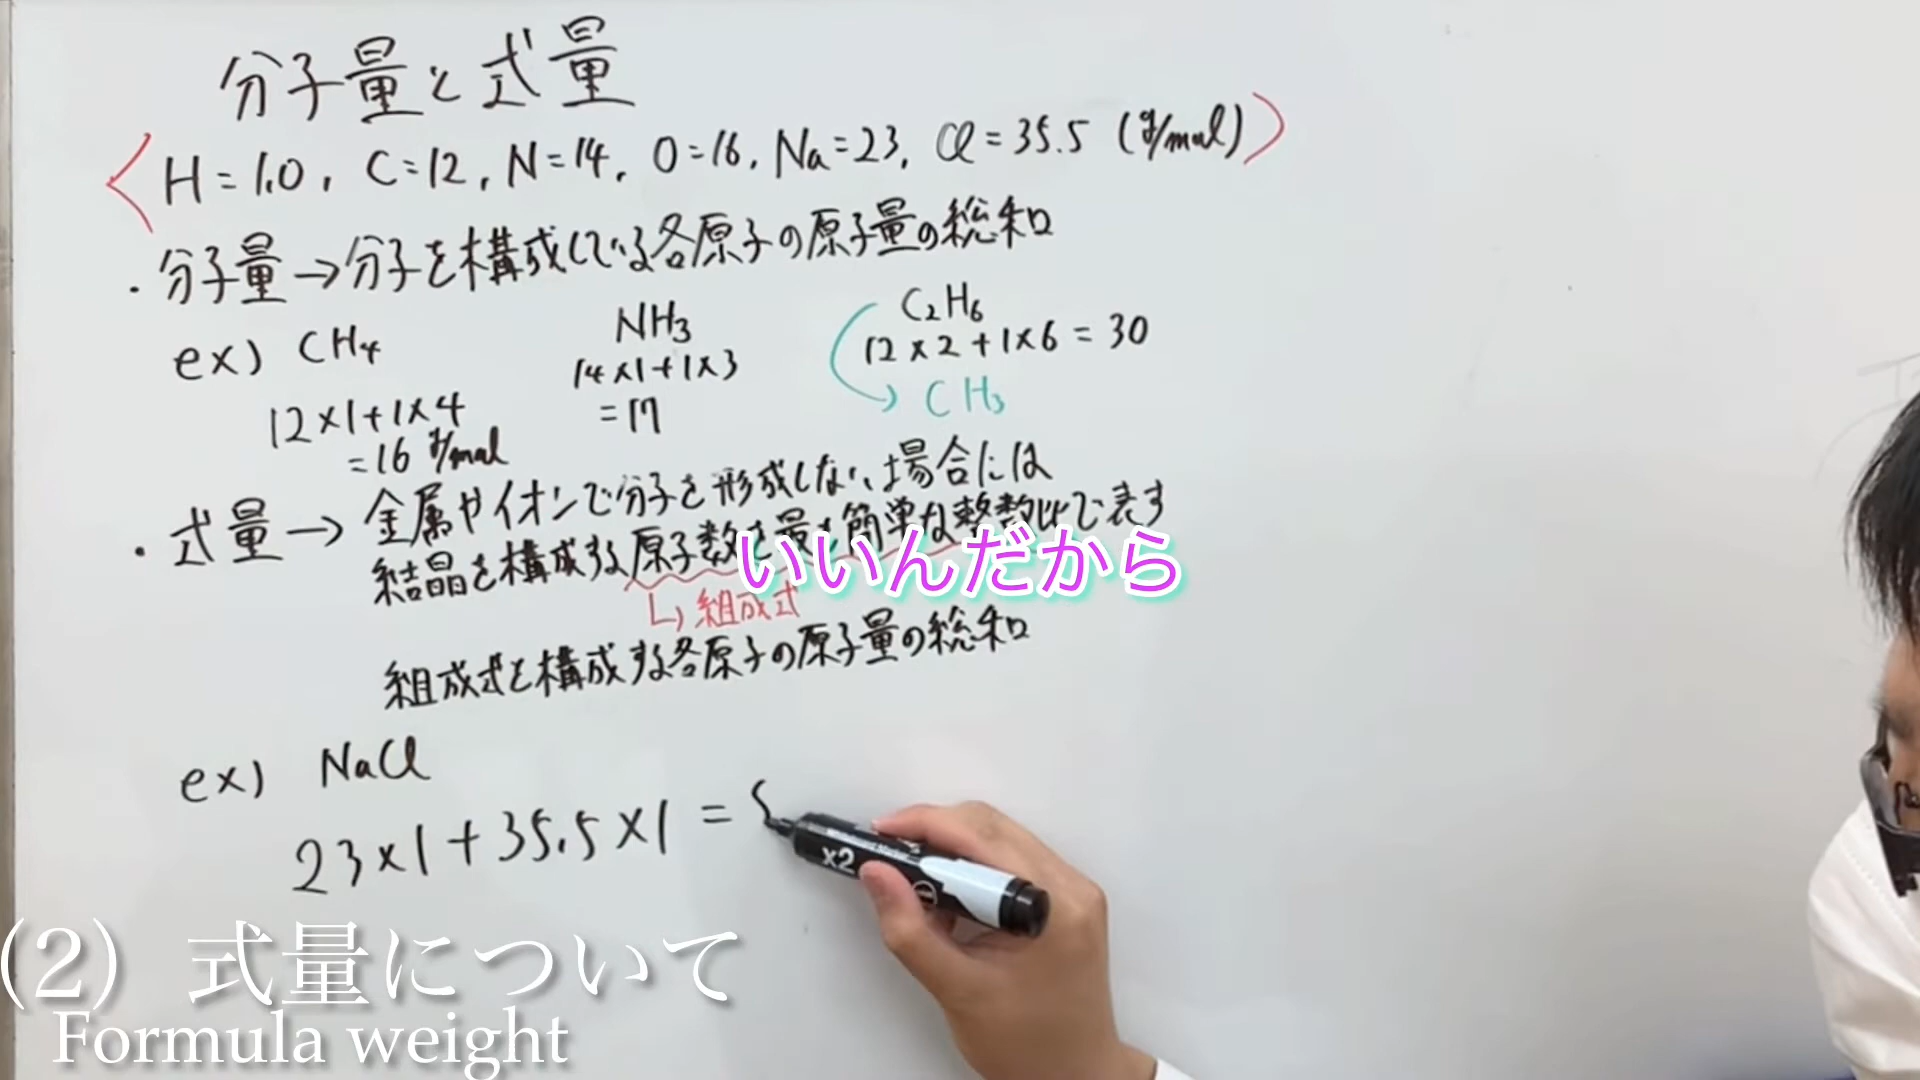 分子量と式量
H=1.0, C=12, N=14, O=16, Na=23, Cl=35.5 (g/mol)
・分子量→分子を構成している各原子の原子量の総和
ex) CH4
12×1+1×4
=16 g/mol
NH3
14×1+1×3
=17
C2H6
12×2+1×6=30
CH3
・式量→金属やイオンで分子を形成しない場合には
結晶を構成する原子数を最も簡単な整数比で表す
いいんだから
組成式
組成式を構成する各原子の原子量の総和
ex) NaCl
23×1+35.5×1=5
x2
(2) 式量について
Formula weight